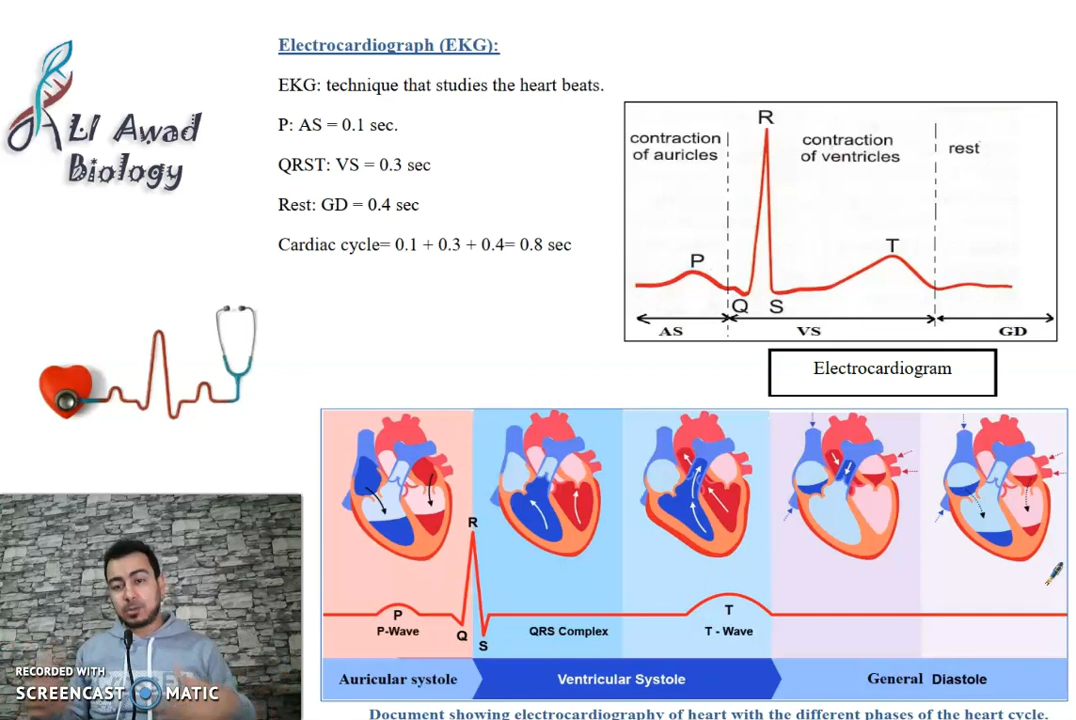 ALI Awad
Biology
Electrocardiograph (EKG):
EKG: technique that studies the heart beats.
P: AS = 0.1 sec.
QRST: VS = 0.3 sec
Rest: GD = 0.4 sec
Cardiac cycle= 0.1 + 0.3 + 0.4= 0.8 sec
R
contraction
of auricles
contraction
of ventricles
rest
P
T
Q
S
AS
VS
GD
Electrocardiogram
R
P
Q
S
T
P-Wave
QRS Complex
T - Wave
Auricular systole
Ventricular Systole
General Diastole
Document showing electrocardiography of heart with the different phases of the heart cycle.
RECORDED WITH
SCREENCAST MATIC